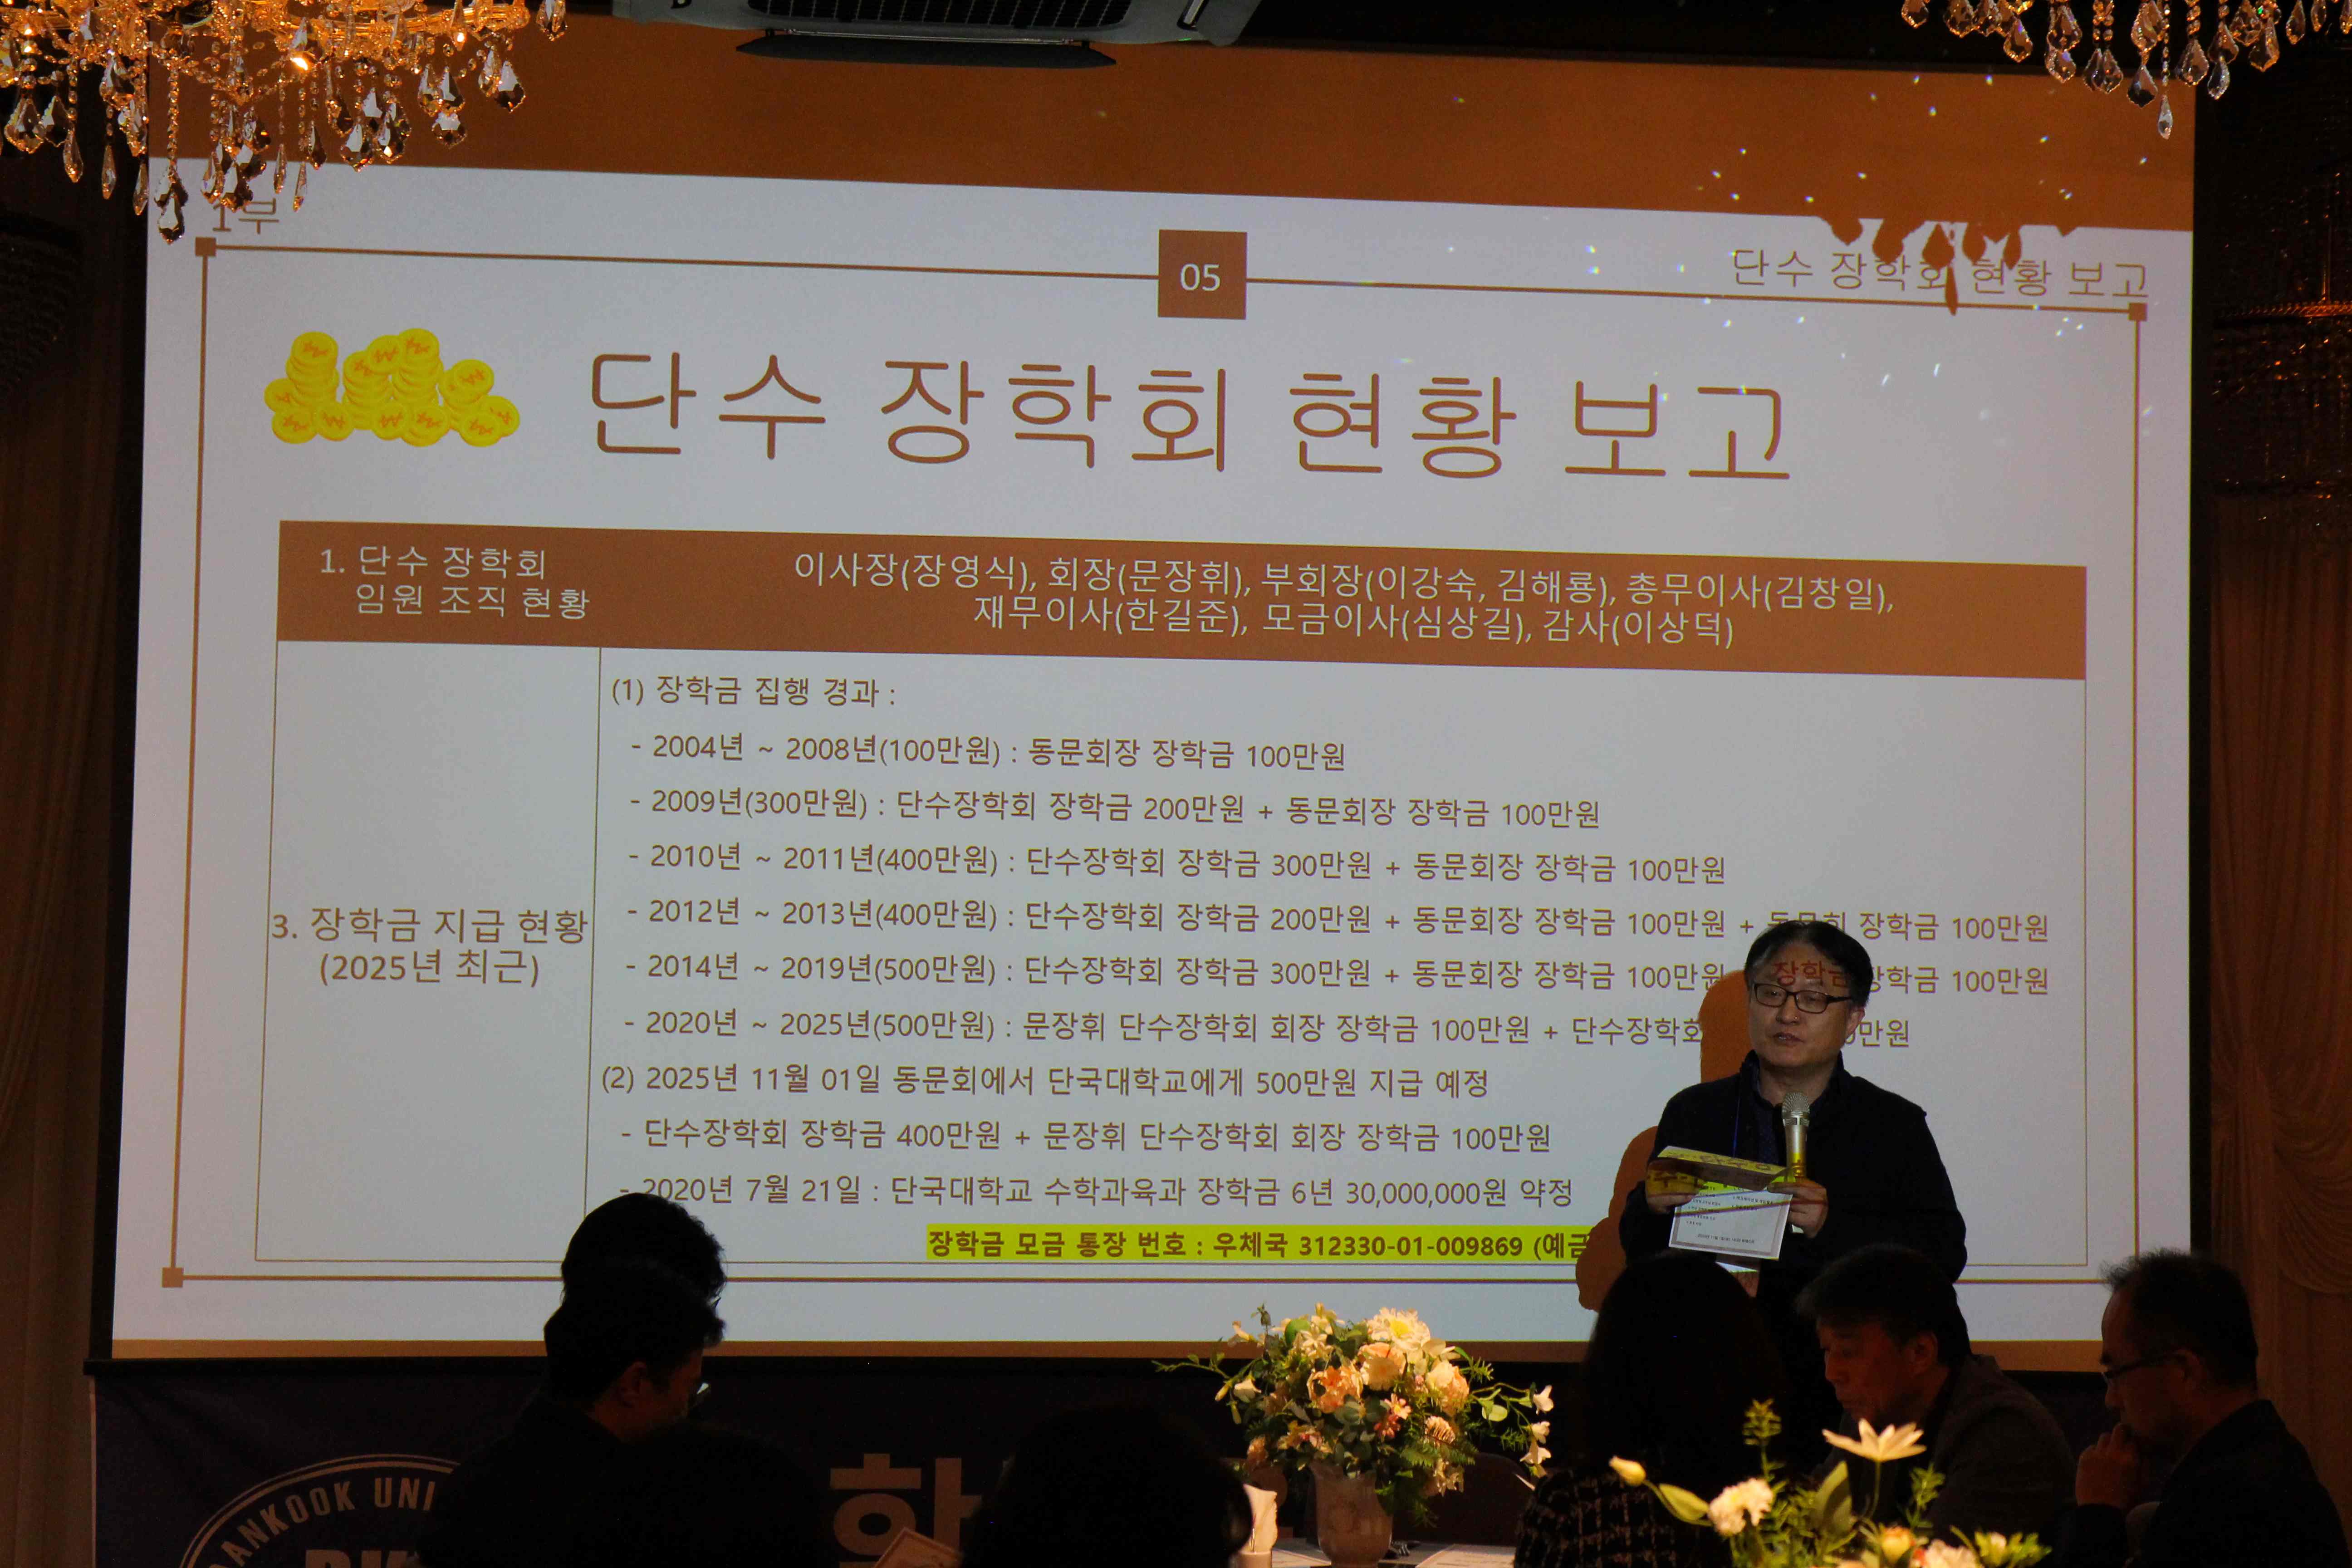 1부
05
단수 장학회 현황 보고
단수 장학회 현황 보고
1. 단수 장학회
임원 조직 현황
이사장(장영식), 회장(문장휘), 부회장(이강숙, 김해룡), 총무이사(김창일),
재무이사(한길준), 모금이사(심상길), 감사(이상덕)
3. 장학금 지급 현황
(2025년 최근)
(1) 장학금 집행 경과 :
- 2004년 ~ 2008년(100만원) : 동문회장 장학금 100만원
- 2009년(300만원) : 단수장학회 장학금 200만원 + 동문회장 장학금 100만원
- 2010년 ~ 2011년(400만원) : 단수장학회 장학금 300만원 + 동문회장 장학금 100만원
- 2012년 ~ 2013년(400만원) : 단수장학회 장학금 200만원 + 동문회장 장학금 100만원 + 동문회 장학금 100만원
- 2014년 ~ 2019년(500만원) : 단수장학회 장학금 300만원 + 동문회장 장학금 100만원 장학금 100만원
- 2020년 ~ 2025년(500만원) : 문장휘 단수장학회 회장 장학금 100만원 + 단수장학회 만원
(2) 2025년 11월 01일 동문회에서 단국대학교에게 500만원 지급 예정
- 단수장학회 장학금 400만원 + 문장휘 단수장학회 회장 장학금 100만원
- 2020년 7월 21일 : 단국대학교 수학과육과 장학금 6년 30,000,000원 약정
장학금 모금 통장 번호 : 우체국 312330-01-009869 (예금
DANKOOK UNI
DK